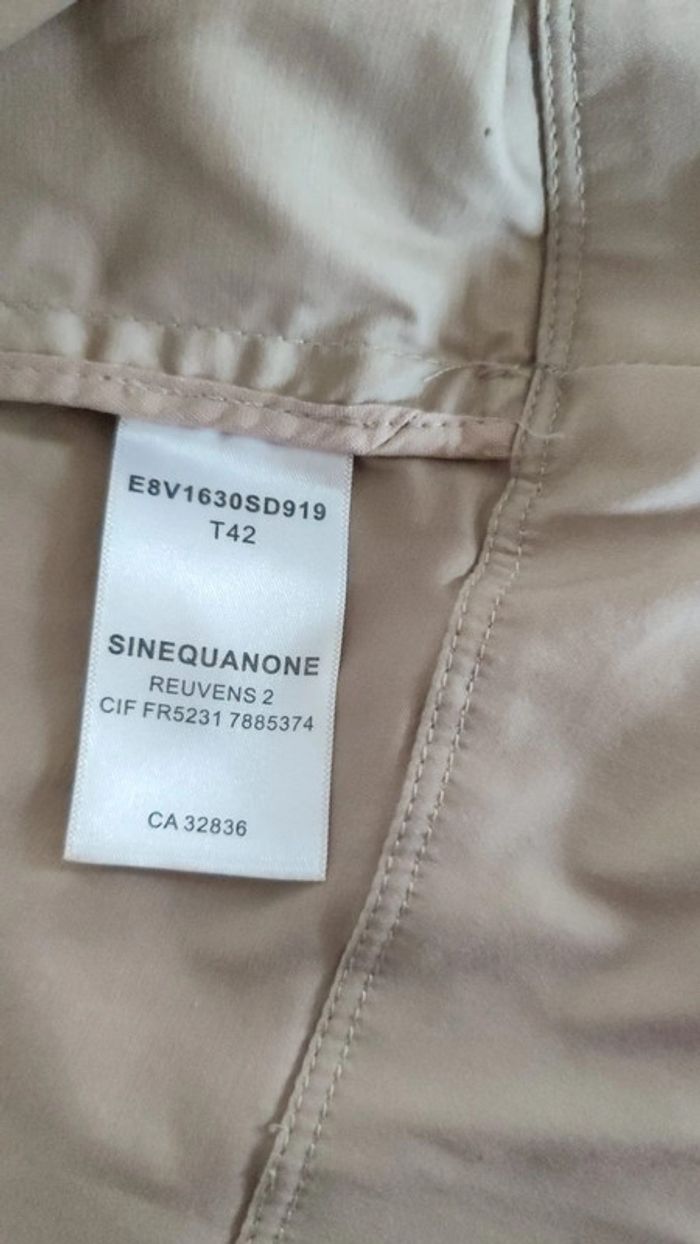 E8V1630SD919
T42
SINEQUANONE
REUVENS 2
CIF FR5231 7885374
CA 32836